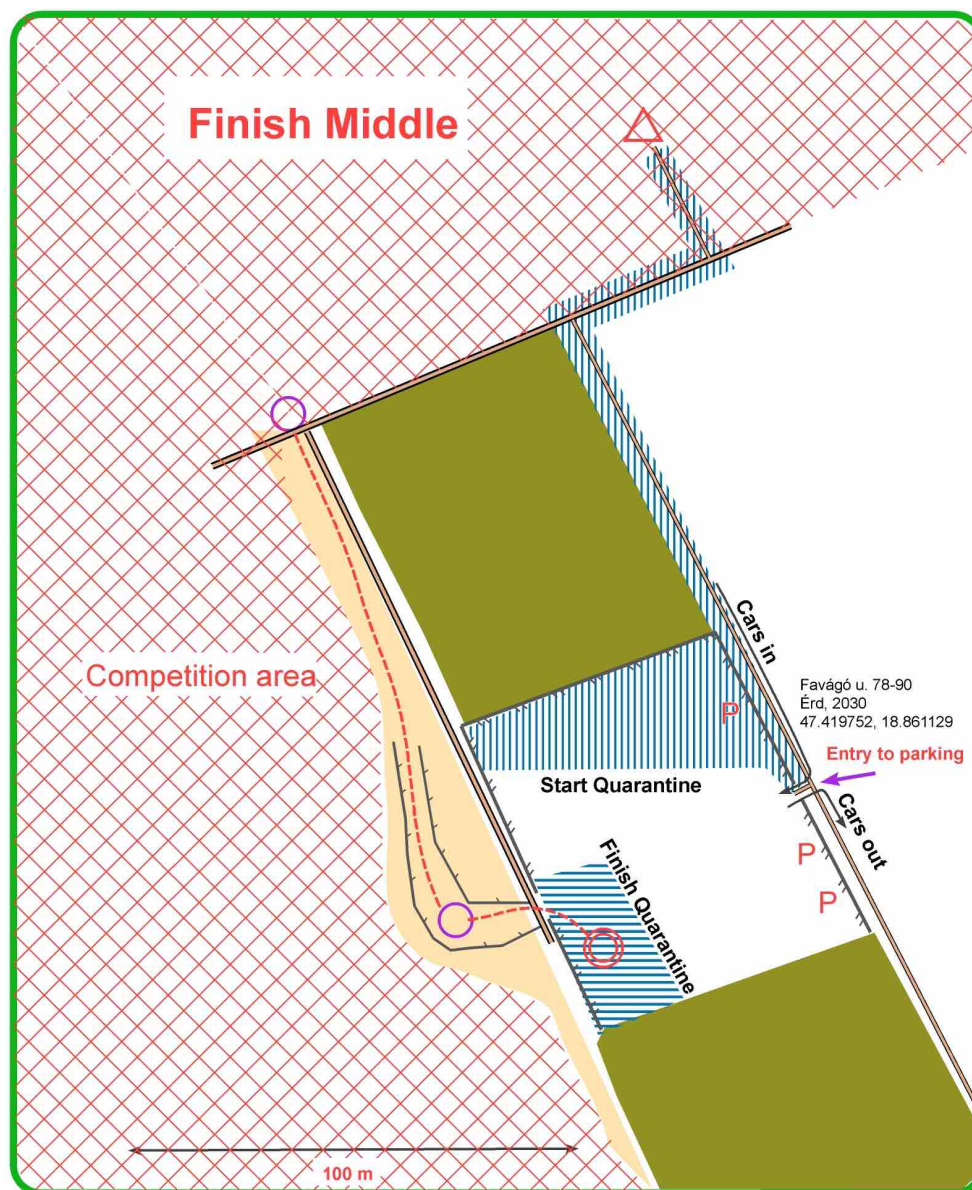 Finish Middle
Cars in
Competition area
Favágó u. 78-90
Érd, 2030
47.419752, 18.861129
P
Entry to parking
Start Quarantine
Cars out
P
P
Finish Quarantine
100 m